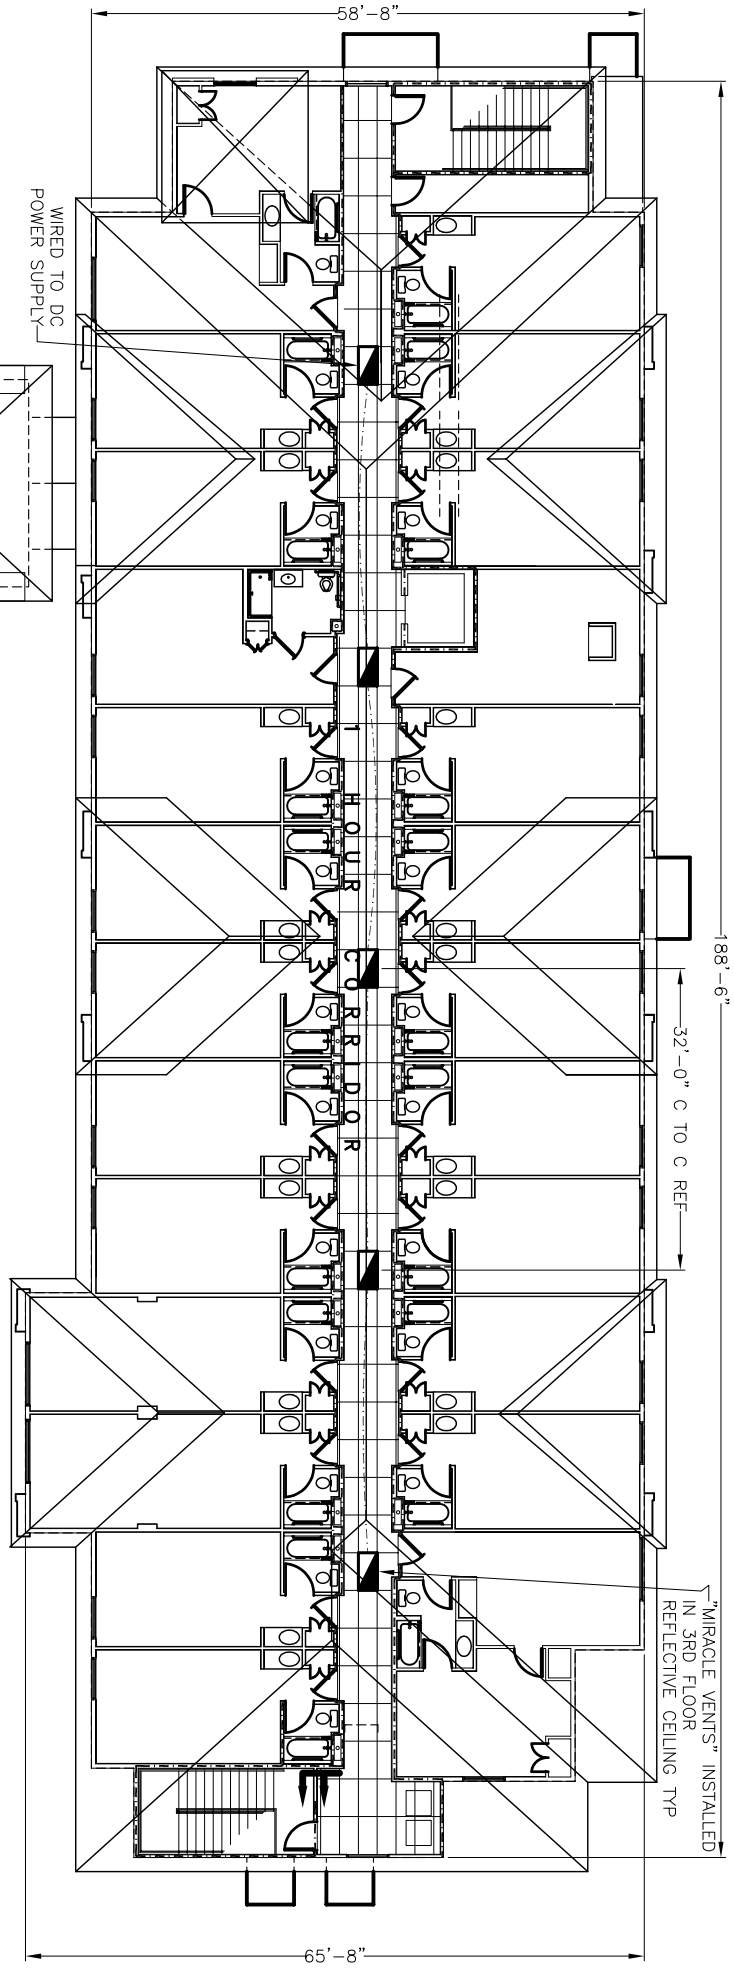 58'-8"
WIRED TO DC
POWER SUPPLY
188'-6"
32'-0" C TO C REF
1 HOUR CORRIDOR
"MIRACLE VENTS" INSTALLED
IN 3RD FLOOR
REFLECTIVE CEILING TYP
65'-8"